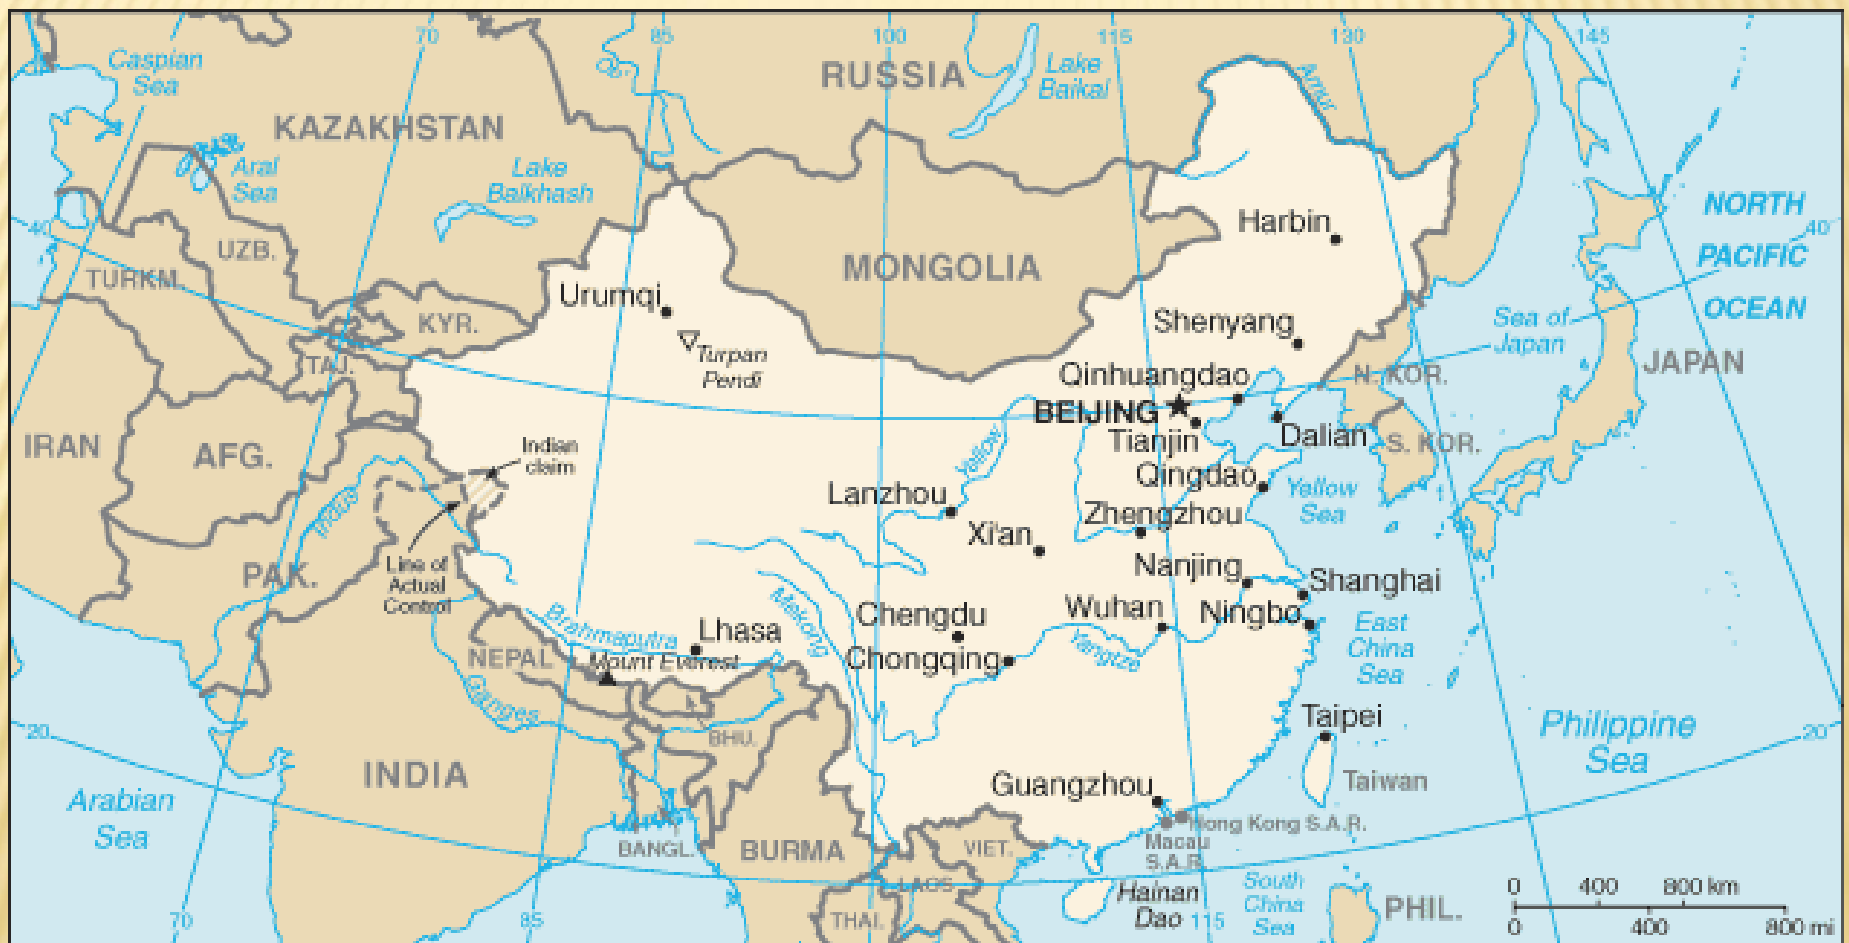 70
85
100
115
130
145
Caspian
Sea
RUSSIA
Lake
Baikal
Amur
KAZAKHSTAN
Aral
Sea
Lake
Balkhash
NORTH
PACIFIC
OCEAN
40
40
Harbin
UZB.
TURKM.
MONGOLIA
Urumqi
KYR.
Shenyang
Sea of
Japan
Turpan
Pendi
TAJ.
Qinhuangdao
N. KOR.
JAPAN
BEIJING
Tianjin
Dalian
S. KOR.
IRAN
AFG.
Indian
claim
Yellow
Qingdao
Yellow
Sea
Lanzhou
Zhengzhou
Indus
Xi'an
Line of
Actual
Control
PAK.
Nanjing
Shanghai
Mekong
Chengdu
Wuhan
Ningbo
East
China
Sea
Brahmaputra
Lhasa
Yangtze
NEPAL
Mount Everest
Chongqing
Ganges
20
Taipei
Philippine
Sea
20
BHU.
INDIA
Guangzhou
Taiwan
Arabian
Sea
Hong Kong S.A.R.
BANGL.
BURMA
VIET.
Macau
S.A.R.
LAOS
Hainan
Dao
South
China
Sea
THAI.
PHIL.
70
85
115
0 400 800 km
0 400 800 mi